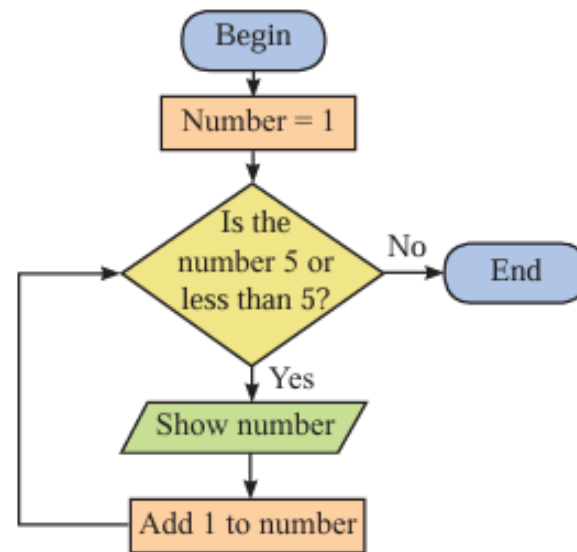 Begin
Number = 1
Is the
number 5 or
less than 5?
No
End
Yes
Show number
Add 1 to number